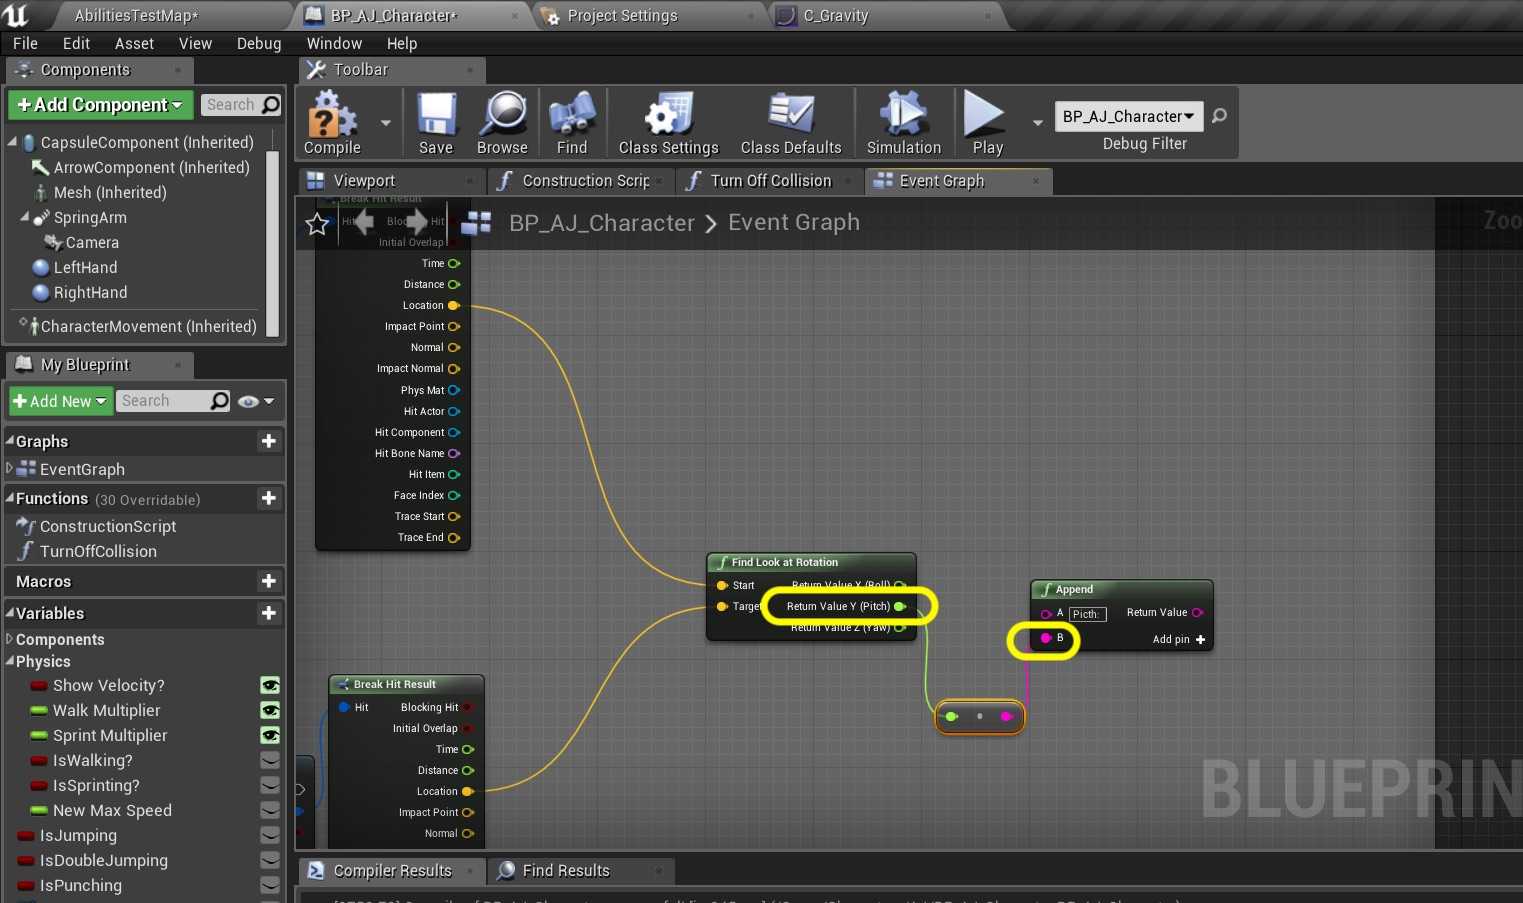 AbilitiesTestMap*
BP_AJ_Character*
Project Settings
C_Gravity
File Edit Asset View Debug Window Help
Components
Toolbar
+Add Component
Search
CapsuleComponent (Inherited)
ArrowComponent (Inherited)
Mesh (Inherited)
SpringArm
Camera
LeftHand
RightHand
CharacterMovement (Inherited)
Compile
Save
Browse
Find
Class Settings
Class Defaults
Simulation
Play
BP_AJ_Character
Debug Filter
Viewport
Construction Scrip
Turn Off Collision
Event Graph
BP_AJ_Character > Event Graph
Zoo
My Blueprint
+Add New
Search
Graphs
EventGraph
Functions (30 Overridable)
ConstructionScript
TurnOffCollision
Macros
Variables
Components
Physics
Show Velocity?
Walk Multiplier
Sprint Multiplier
IsWalking?
IsSprinting?
New Max Speed
IsJumping
IsDoubleJumping
IsPunching
Break Hit Result
Hit
Blocking Hit
Initial Overlap
Time
Distance
Location
Impact Point
Normal
Impact Normal
Phys Mat
Hit Actor
Hit Component
Hit Bone Name
Hit Item
Face Index
Trace Start
Trace End
Find Look at Rotation
Start
Return Value X (Roll)
Target
Return Value Y (Pitch)
Return Value Z (Yaw)
Append
A Picth:
Return Value
B
Add pin +
Break Hit Result
Hit
Blocking Hit
Initial Overlap
Time
Distance
Location
Impact Point
Normal
BLUEPRIN
Compiler Results
Find Results